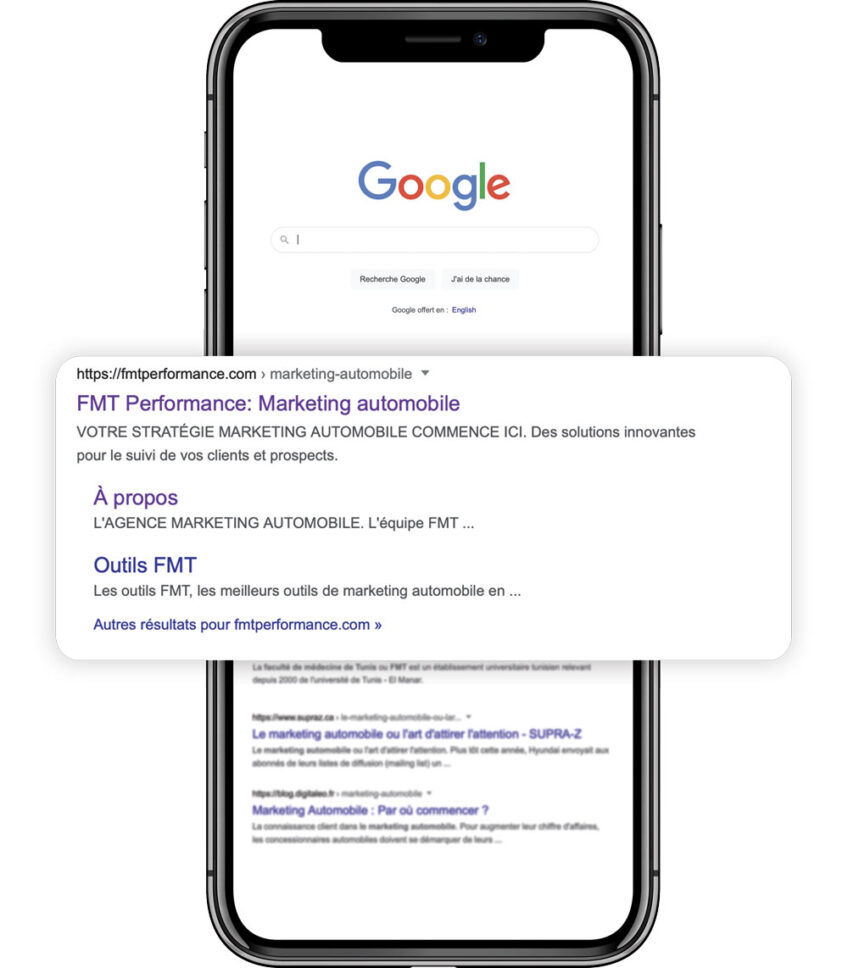 Google
Recherche Google
J'ai de la chance
Google offert en : English
https://fmtperformance.com › marketing-automobile
FMT Performance: Marketing automobile
VOTRE STRATÉGIE MARKETING AUTOMOBILE COMMENCE ICI. Des solutions innovantes
pour le suivi de vos clients et prospects.
À propos
L'AGENCE MARKETING AUTOMOBILE. L'équipe FMT ...
Outils FMT
Les outils FMT, les meilleurs outils de marketing automobile en ...
Autres résultats pour fmtperformance.com »
La faculté de médecine de Tunis ou FMT est un établissement universitaire tunisien relevant
depuis 2000 de l'université de Tunis - El Manar.
https://www.supraz.ca › le-marketing-automobile-ou-lar...
Le marketing automobile ou l'art d'attirer l'attention - SUPRA-Z
Le marketing automobile ou l'art d'attirer l'attention. Plus tôt cette année, Hyundai envoyait aux
abonnés de leurs listes de diffusion (mailing list) un ...
https://blog.digitaleo.fr › marketing-automobile
Marketing Automobile : Par où commencer ?
La connaissance client dans le marketing automobile. Pour augmenter leur chiffre d'affaires,
les concessionnaires automobiles doivent se démarquer de leurs ...